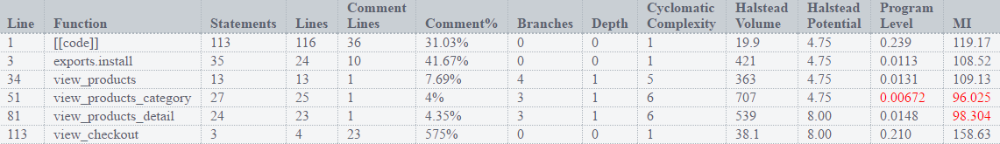 Line Function Statements Lines Comment Lines Comment% Branches Depth Cyclomatic Complexity Halstead Volume Halstead Potential Program Level MI
1 [[code]] 113 116 36 31.03% 0 0 1 19.9 4.75 0.239 119.17
3 exports.install 35 24 10 41.67% 0 0 1 421 4.75 0.0113 108.52
34 view_products 13 13 1 7.69% 4 1 5 363 4.75 0.0131 109.13
51 view_products_category 27 25 1 4% 3 1 6 707 4.75 0.00672 96.025
81 view_products_detail 24 23 1 4.35% 3 1 6 539 8.00 0.0148 98.304
113 view_checkout 3 4 23 575% 0 0 1 38.1 8.00 0.210 158.63